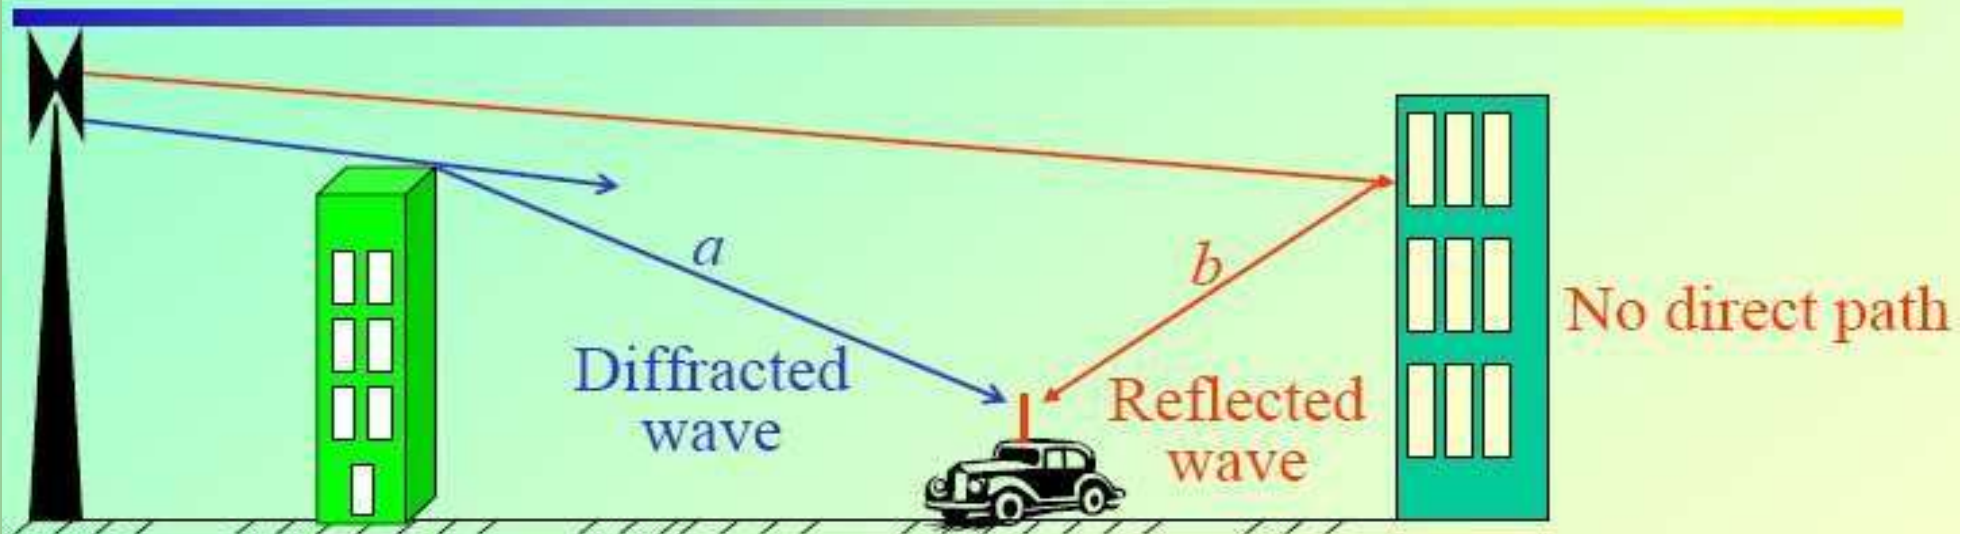 a
b
No direct path
Diffracted
wave
Reflected
wave